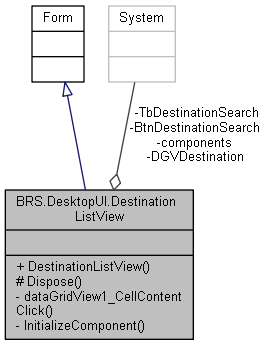 Form
System
-TbDestinationSearch
-BtnDestinationSearch
-components
-DGVDestination
BRS.DesktopUI.Destination
ListView
+ DestinationListView()
# Dispose()
- dataGridView1_CellContent
Click()
- InitializeComponent()